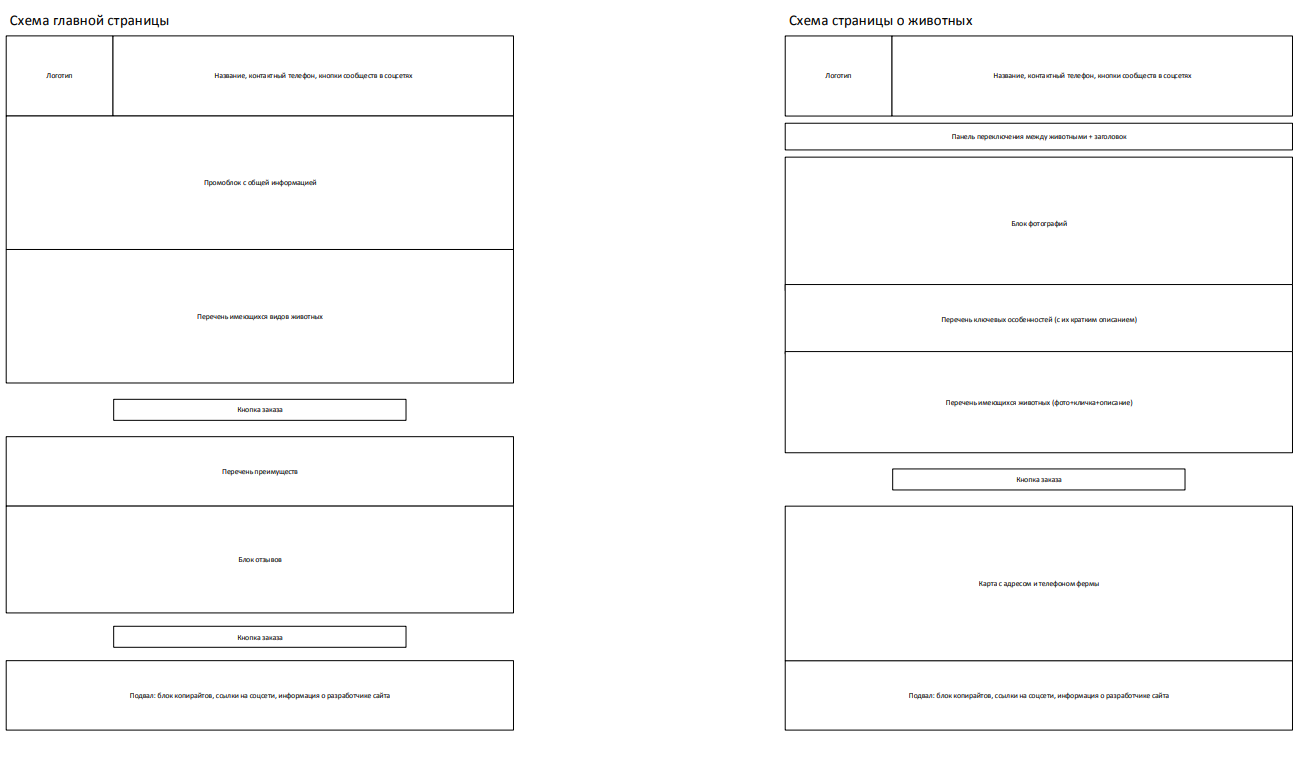 Схема главной страницы
Логотип
Название, контактный телефон, кнопки сообществ в соцсетях
Промоблок с общей информацией
Перечень имеющихся видов животных
Кнопка заказа
Перечень преимуществ
Блок отзывов
Кнопка заказа
Подвал: блок копирайтов, ссылки на соцсети, информация о разработчике сайта
Схема страницы о животных
Логотип
Название, контактный телефон, кнопки сообществ в соцсетях
Панель переключения между животными + заголовок
Блок фотографий
Перечень ключевых особенностей (с их кратким описанием)
Перечень имеющихся животных (фото+кличка+описание)
Кнопка заказа
Карта с адресом и телефоном фермы
Подвал: блок копирайтов, ссылки на соцсети, информация о разработчике сайта